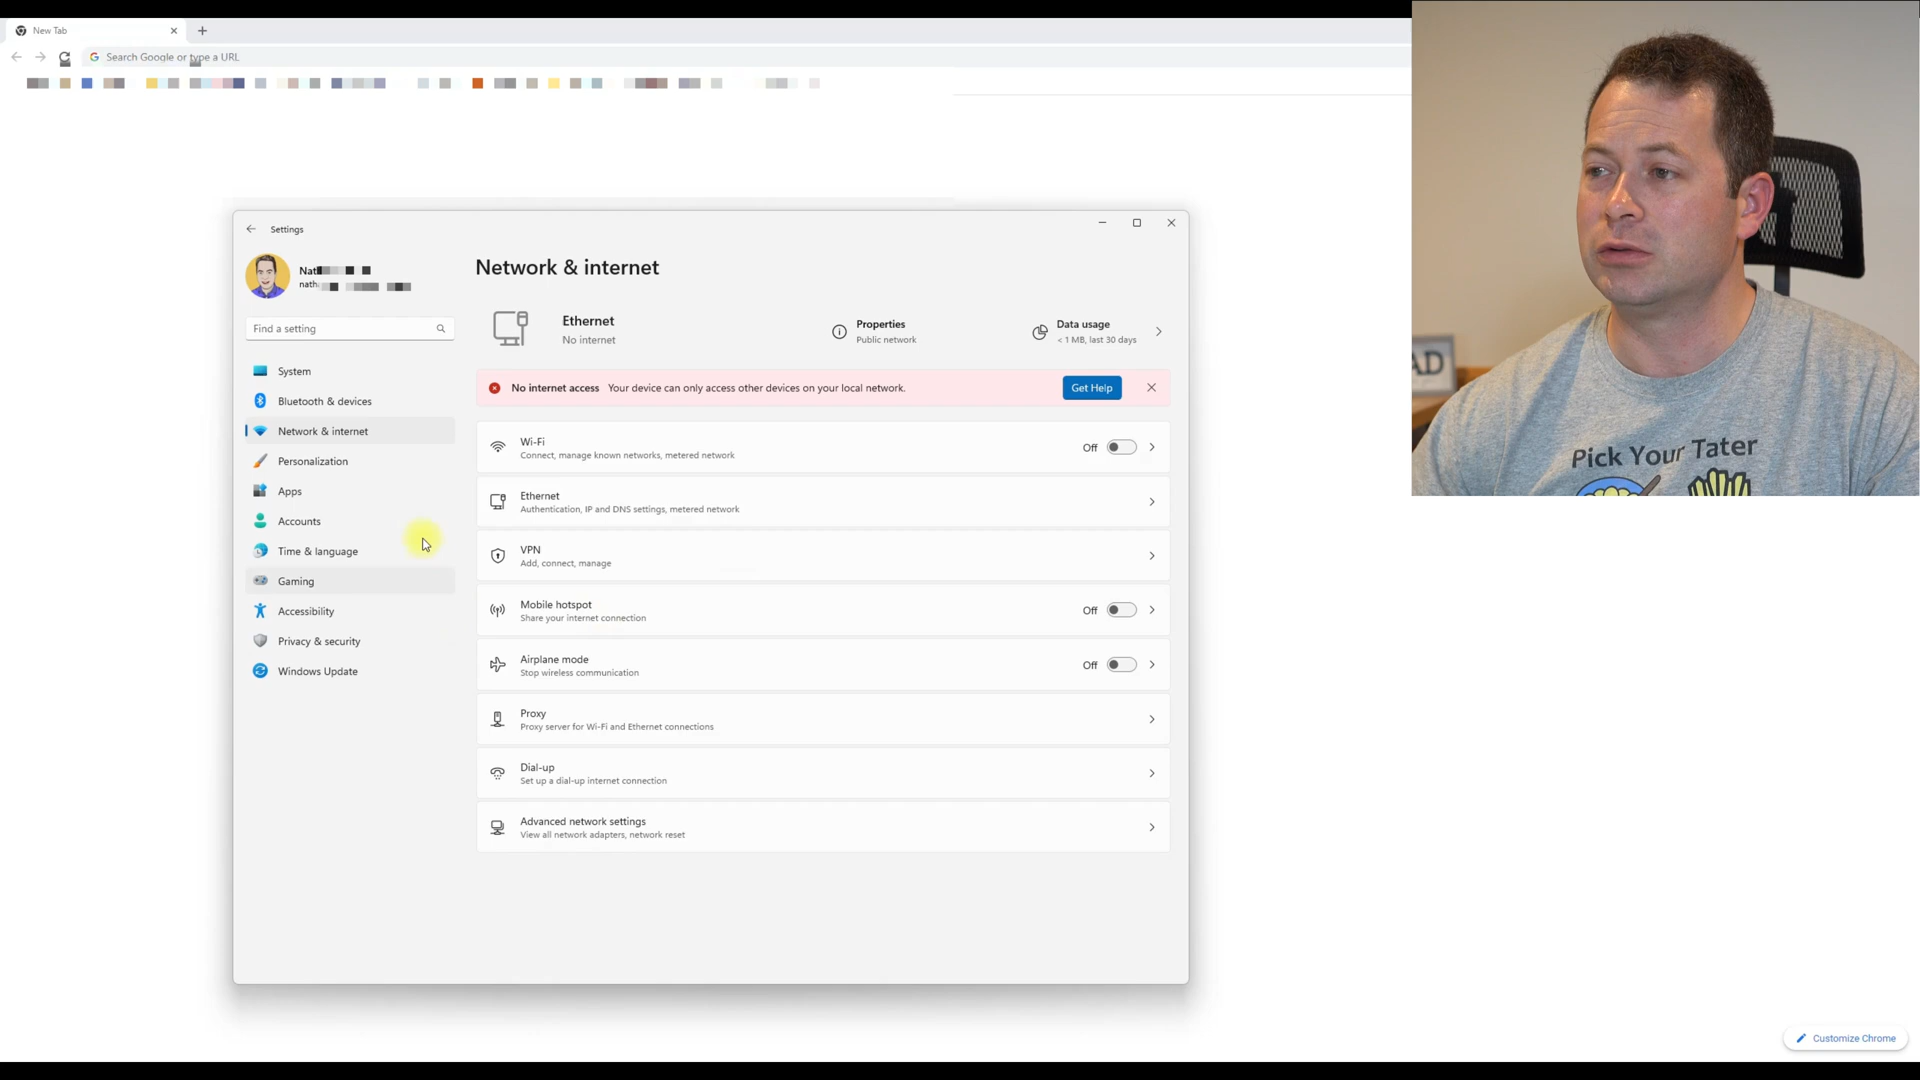 New Tab
Search Google or type a URL
Settings
Network & internet
Find a setting
System
Bluetooth & devices
Network & internet
Personalization
Apps
Accounts
Time & language
Gaming
Accessibility
Privacy & security
Windows Update
Ethernet
No internet
Properties
Public network
Data usage
< 1 MB, last 30 days
No internet access Your device can only access other devices on your local network.
Get Help
Wi-Fi
Connect, manage known networks, metered network
Off
Ethernet
Authentication, IP and DNS settings, metered network
VPN
Add, connect, manage
Mobile hotspot
Share your internet connection
Off
Airplane mode
Stop wireless communication
Off
Proxy
Proxy server for Wi-Fi and Ethernet connections
Dial-up
Set up a dial-up internet connection
Advanced network settings
View all network adapters, network reset
Pick Your Tater
Customize Chrome